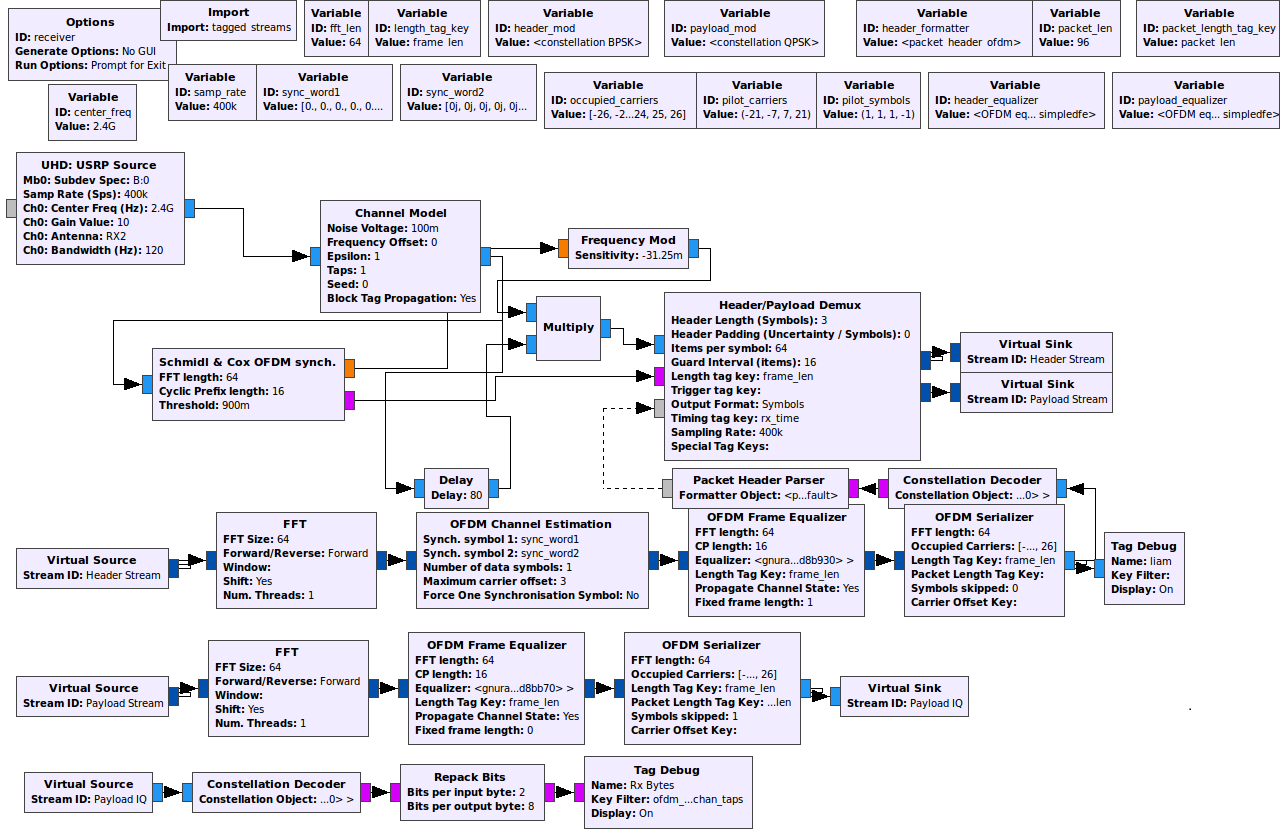 Options
ID: receiver
Generate Options: No GUI
Run Options: Prompt for Exit
Import
Import: tagged streams
Variable
ID: fft_len
Value: 64
Variable
ID: length_tag_key
Value: frame_len
Variable
ID: header_mod
Value: <constellation BPSK>
Variable
ID: payload_mod
Value: <constellation QPSK>
Variable
ID: header_formatter
Value: <packet_header_ofdm>
Variable
ID: packet_len
Value: 96
Variable
ID: packet_length_tag_key
Value: packet_len
Variable
ID: samp_rate
Value: 400k
Variable
ID: sync_word1
Value: [0., 0., 0., 0., 0....
Variable
ID: sync_word2
Value: [0j, 0j, 0j, 0j, 0j...
Variable
ID: occupied_carriers
Value: [-26, -2...24, 25, 26]
Variable
ID: pilot_carriers
Value: (-21, -7, 7, 21)
Variable
ID: pilot_symbols
Value: (1, 1, 1, -1)
Variable
ID: header_equalizer
Value: <OFDM eq... simpledfe>
Variable
ID: payload_equalizer
Value: <OFDM eq... simpledfe>
Variable
ID: center_freq
Value: 2.4G
UHD: USRP Source
Mb0: Subdev Spec: B:0
Samp Rate (Sps): 400k
Ch0: Center Freq (Hz): 2.4G
Ch0: Gain Value: 10
Ch0: Antenna: RX2
Ch0: Bandwidth (Hz): 120
Channel Model
Noise Voltage: 100m
Frequency Offset: 0
Epsilon: 1
Taps: 1
Seed: 0
Block Tag Propagation: Yes
Frequency Mod
Sensitivity: -31.25m
Multiply
Header/Payload Demux
Header Length (Symbols): 3
Header Padding (Uncertainty / Symbols): 0
Items per symbol: 64
Guard Interval (items): 16
Length tag key: frame_len
Trigger tag key:
Output Format: Symbols
Timing tag key: rx_time
Sampling Rate: 400k
Special Tag Keys:
Virtual Sink
Stream ID: Header Stream
Virtual Sink
Stream ID: Payload Stream
Schmidl & Cox OFDM synch.
FFT length: 64
Cyclic Prefix length: 16
Threshold: 900m
Delay
Delay: 80
Packet Header Parser
Formatter Object: <p...fault>
Constellation Decoder
Constellation Object: ...0> >
Virtual Source
Stream ID: Header Stream
FFT
FFT Size: 64
Forward/Reverse: Forward
Window:
Shift: Yes
Num. Threads: 1
OFDM Channel Estimation
Synch. symbol 1: sync_word1
Synch. symbol 2: sync_word2
Number of data symbols: 1
Maximum carrier offset: 3
Force One Synchronisation Symbol: No
OFDM Frame Equalizer
FFT length: 64
CP length: 16
Equalizer: <gnura...d8b930> >
Length Tag Key: frame_len
Propagate Channel State: Yes
Fixed frame length: 1
OFDM Serializer
FFT length: 64
Occupied Carriers: [-..., 26]
Length Tag Key: frame_len
Packet Length Tag Key:
Symbols skipped: 0
Carrier Offset Key:
Tag Debug
Name: liam
Key Filter:
Display: On
Virtual Source
Stream ID: Payload Stream
FFT
FFT Size: 64
Forward/Reverse: Forward
Window:
Shift: Yes
Num. Threads: 1
OFDM Frame Equalizer
FFT length: 64
CP length: 16
Equalizer: <gnura...d8bb70> >
Length Tag Key: frame_len
Propagate Channel State: Yes
Fixed frame length: 0
OFDM Serializer
FFT length: 64
Occupied Carriers: [-..., 26]
Length Tag Key: frame_len
Packet Length Tag Key: ...len
Symbols skipped: 1
Carrier Offset Key:
Virtual Sink
Stream ID: Payload IQ
Virtual Source
Stream ID: Payload IQ
Constellation Decoder
Constellation Object: ...0> >
Repack Bits
Bits per input byte: 2
Bits per output byte: 8
Tag Debug
Name: Rx Bytes
Key Filter: ofdm_...chan_taps
Display: On